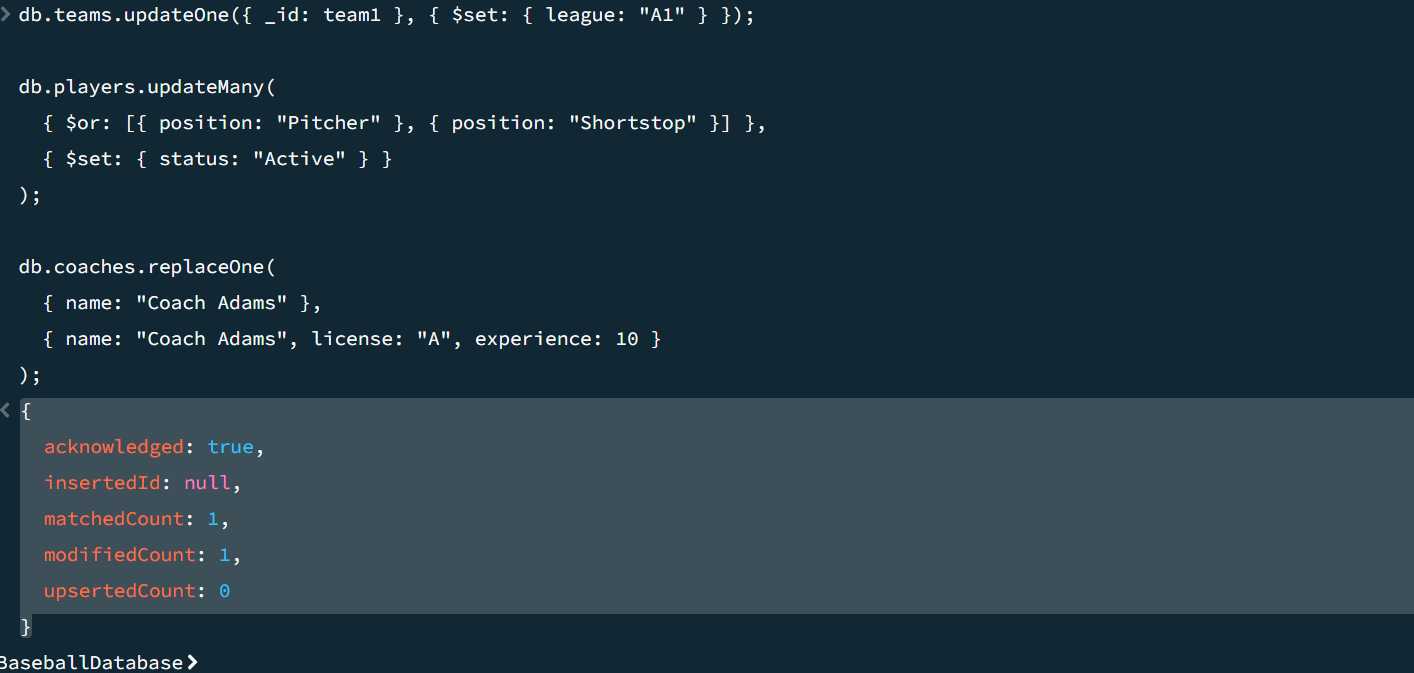 db.teams.updateOne({ _id: team1 }, { $set: { league: "A1" } });
db.players.updateMany(
{ $or: [{ position: "Pitcher" }, { position: "Shortstop" }] },
{ $set: { status: "Active" } }
);
db.coaches.replaceOne(
{ name: "Coach Adams" },
{ name: "Coach Adams", license: "A", experience: 10 }
);
{
acknowledged: true,
insertedId: null,
matchedCount: 1,
modifiedCount: 1,
upsertedCount: 0
}
BaseballDatabase>